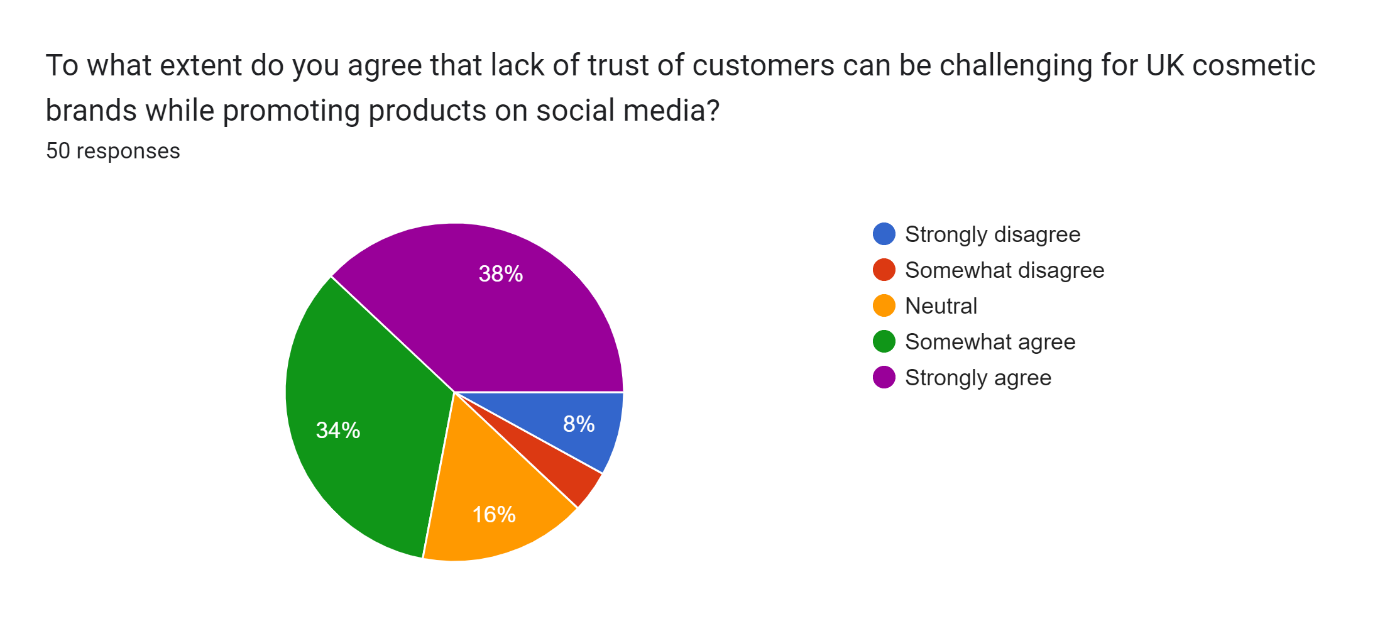 To what extent do you agree that lack of trust of customers can be challenging for UK cosmetic
brands while promoting products on social media?
50 responses
38%
34%
8%
16%
Strongly disagree
Somewhat disagree
Neutral
Somewhat agree
Strongly agree